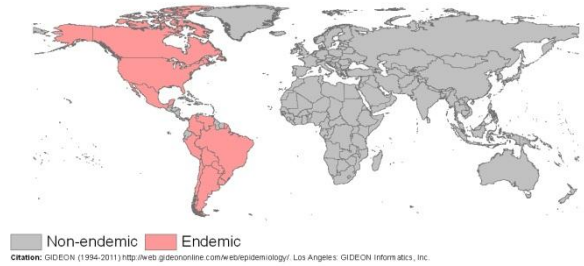 Non-endemic Endemic
Citation: GIDEON (1994-2011) http://web.gideononline.com/web/epidemiology/. Los Angeles: GIDEON Informatics, Inc.